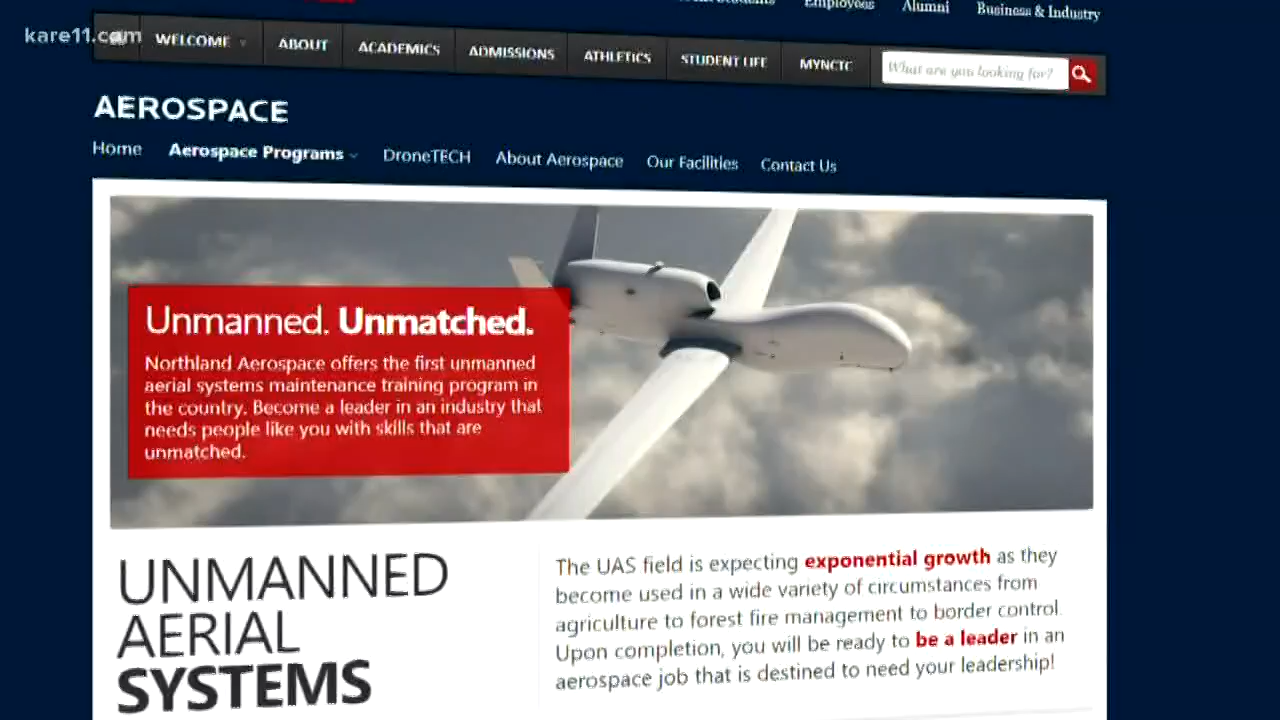 Employees Alumni Business & Industry
kare11.com
WELCOME ABOUT ACADEMICS ADMISSIONS ATHLETICS STUDENT LIFE MYNCTC What are you looking for?
AEROSPACE
Home Aerospace Programs DroneTECH About Aerospace Our Facilities Contact Us
Unmanned. Unmatched.
Northland Aerospace offers the first unmanned
aerial systems maintenance training program in
the country. Become a leader in an industry that
needs people like you with skills that are
unmatched.
UNMANNED
AERIAL
SYSTEMS
The UAS field is expecting exponential growth as they
become used in a wide variety of circumstances from
agriculture to forest fire management to border control.
Upon completion, you will be ready to be a leader in an
aerospace job that is destined to need your leadership!